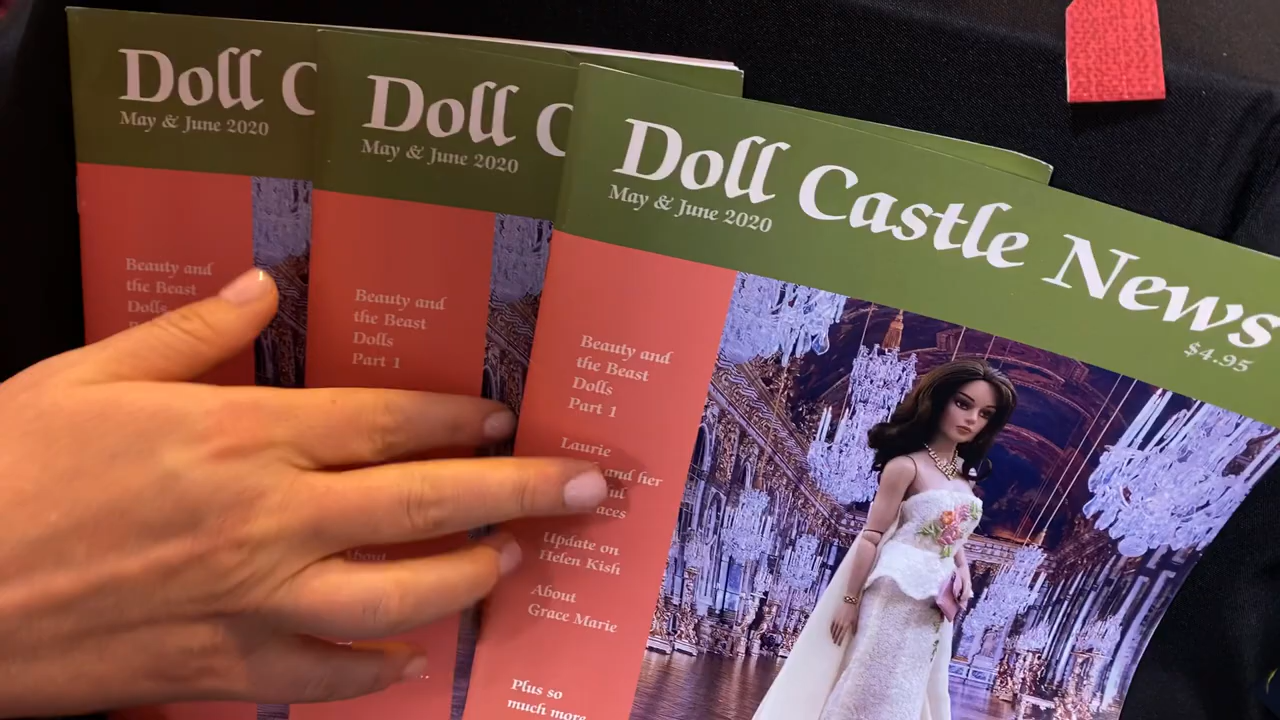 Doll C
May & June 2020
Beauty and
the Beast
Dolls
Doll C
May & June 2020
Beauty and
the Beast
Dolls
Part 1
About
Doll Castle News
May & June 2020
$4.95
Beauty and
the Beast
Dolls
Part 1
Laurie
and her
Update on
Helen Kish
About
Grace Marie
Plus so
much more